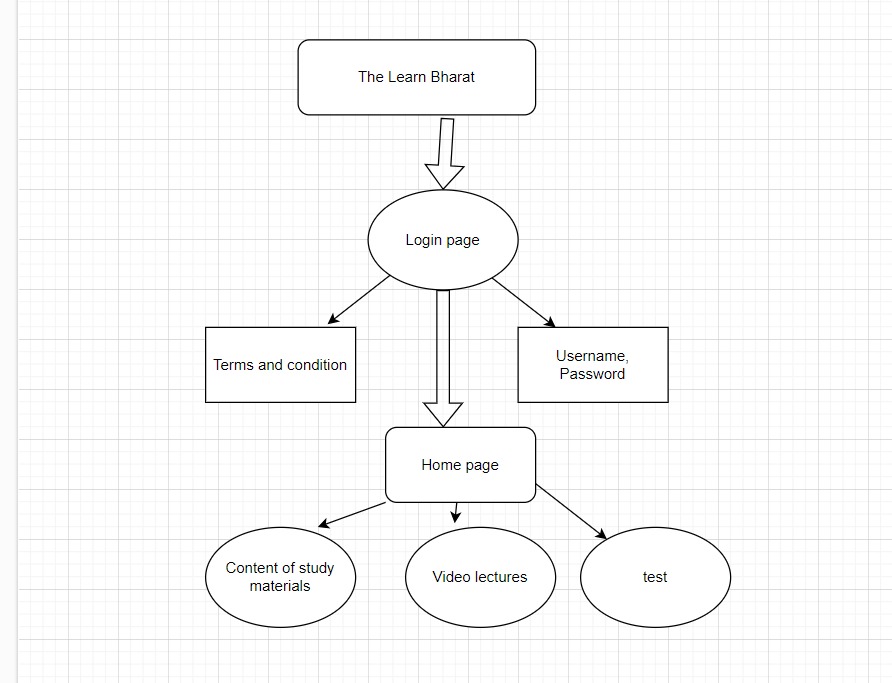 The Learn Bharat
Login page
Terms and condition
Username,
Password
Home page
Content of study
materials
Video lectures
test